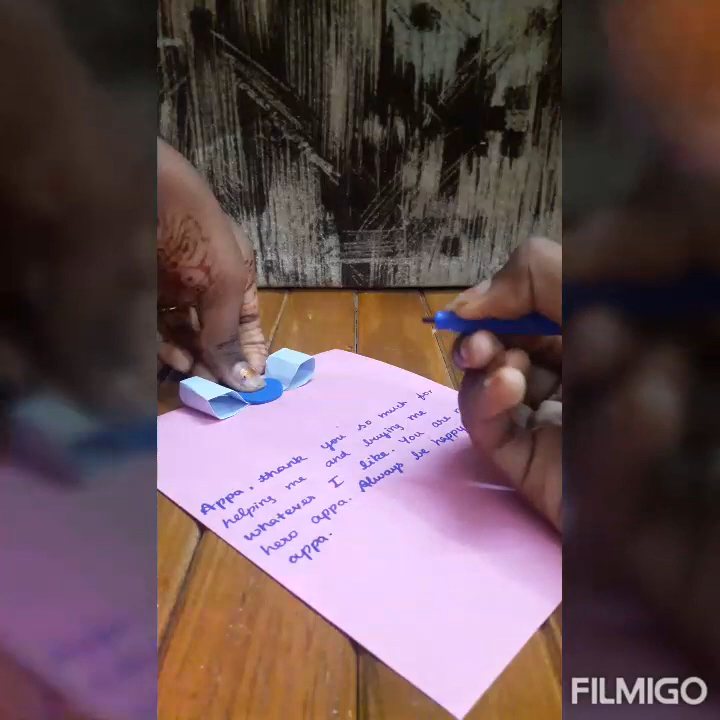 Appa, thank you so much for
helping me and buying me
whatever I like. You are
hero appa. Always be happy
appa.
FILMIGO